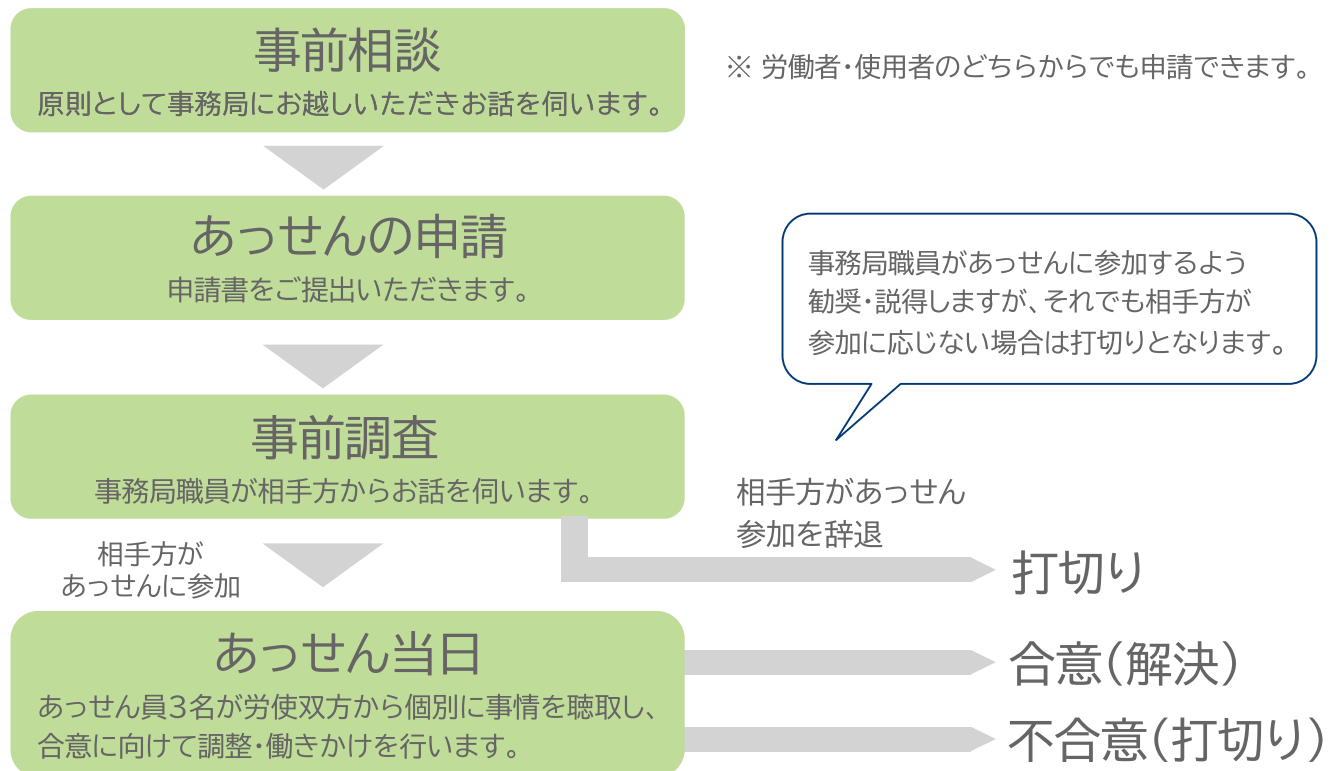 事前相談
原則として事務局にお越しいただきお話を伺います。
※ 労働者・使用者のどちらからでも申請できます。
あっせんの申請
申請書をご提出いただきます。
事務局職員があっせんに参加するよう
勧奨・説得しますが、それでも相手方が
参加に応じない場合は打切りとなります。
事前調査
事務局職員が相手方からお話を伺います。
相手方があっせん
参加を辞退
打切り
相手方が
あっせんに参加
あっせん当日
あっせん員3名が労使双方から個別に事情を聴取し、
合意に向けて調整・働きかけを行います。
合意(解決)
不合意(打切り)